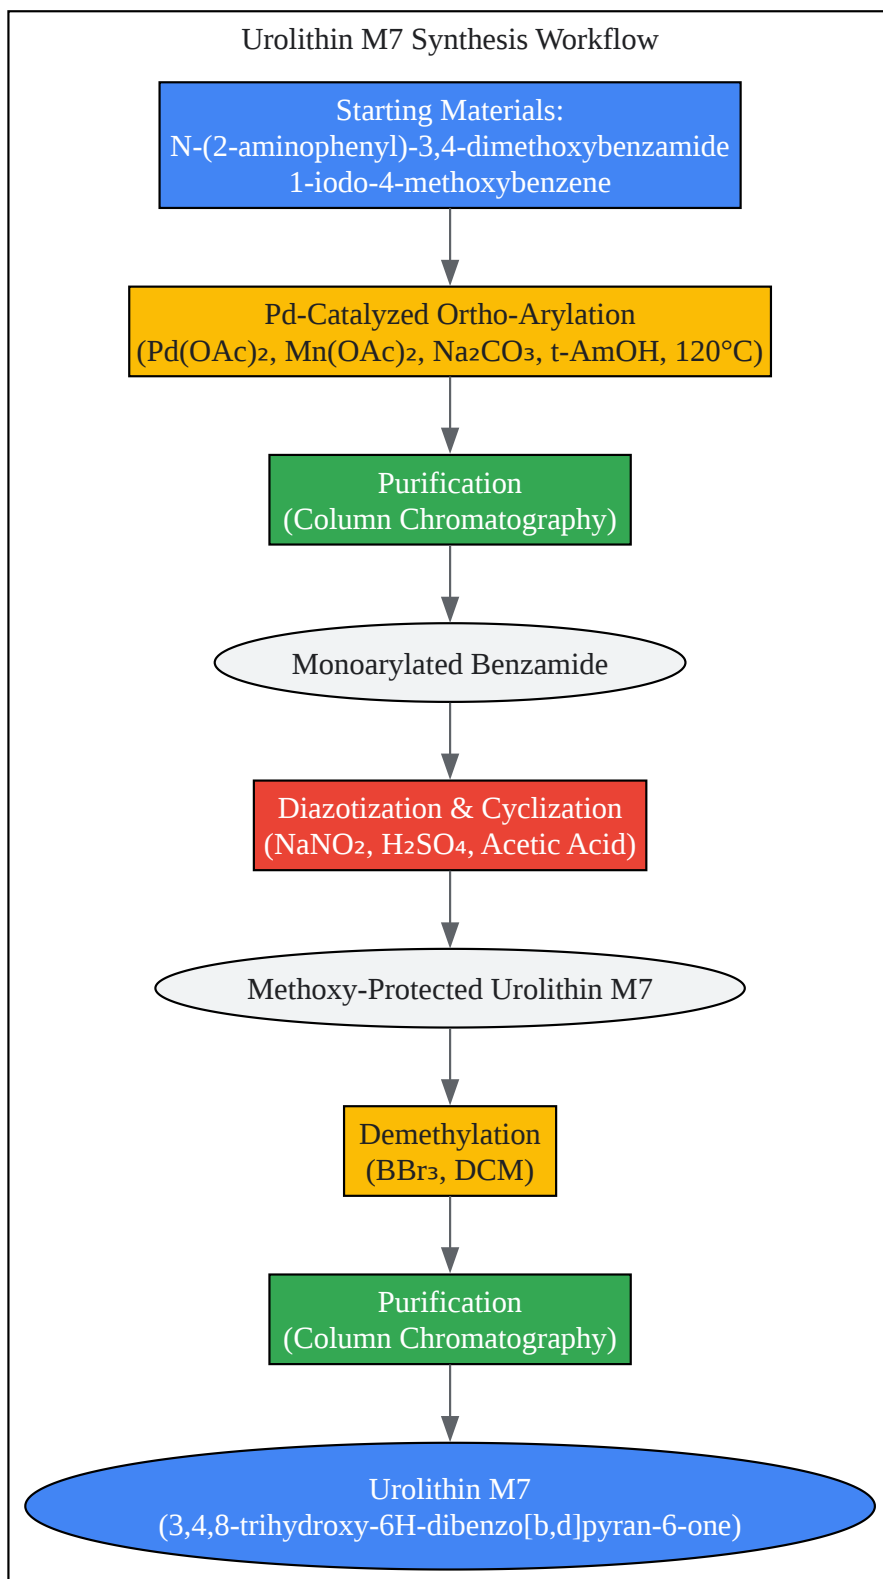 Urolithin M7 Synthesis Workflow
Starting Materials:
N-(2-aminophenyl)-3,4-dimethoxybenzamide
1-iodo-4-methoxybenzene
Pd-Catalyzed Ortho-Arylation
(Pd(OAc)₂, Mn(OAc)₂, Na₂CO₃, t-AmOH, 120°C)
Purification
(Column Chromatography)
Monoarylated Benzamide
Diazotization & Cyclization
(NaNO₂, H₂SO₄, Acetic Acid)
Methoxy-Protected Urolithin M7
Demethylation
(BBr₃, DCM)
Purification
(Column Chromatography)
Urolithin M7
(3,4,8-trihydroxy-6H-dibenzo[b,d]pyran-6-one)